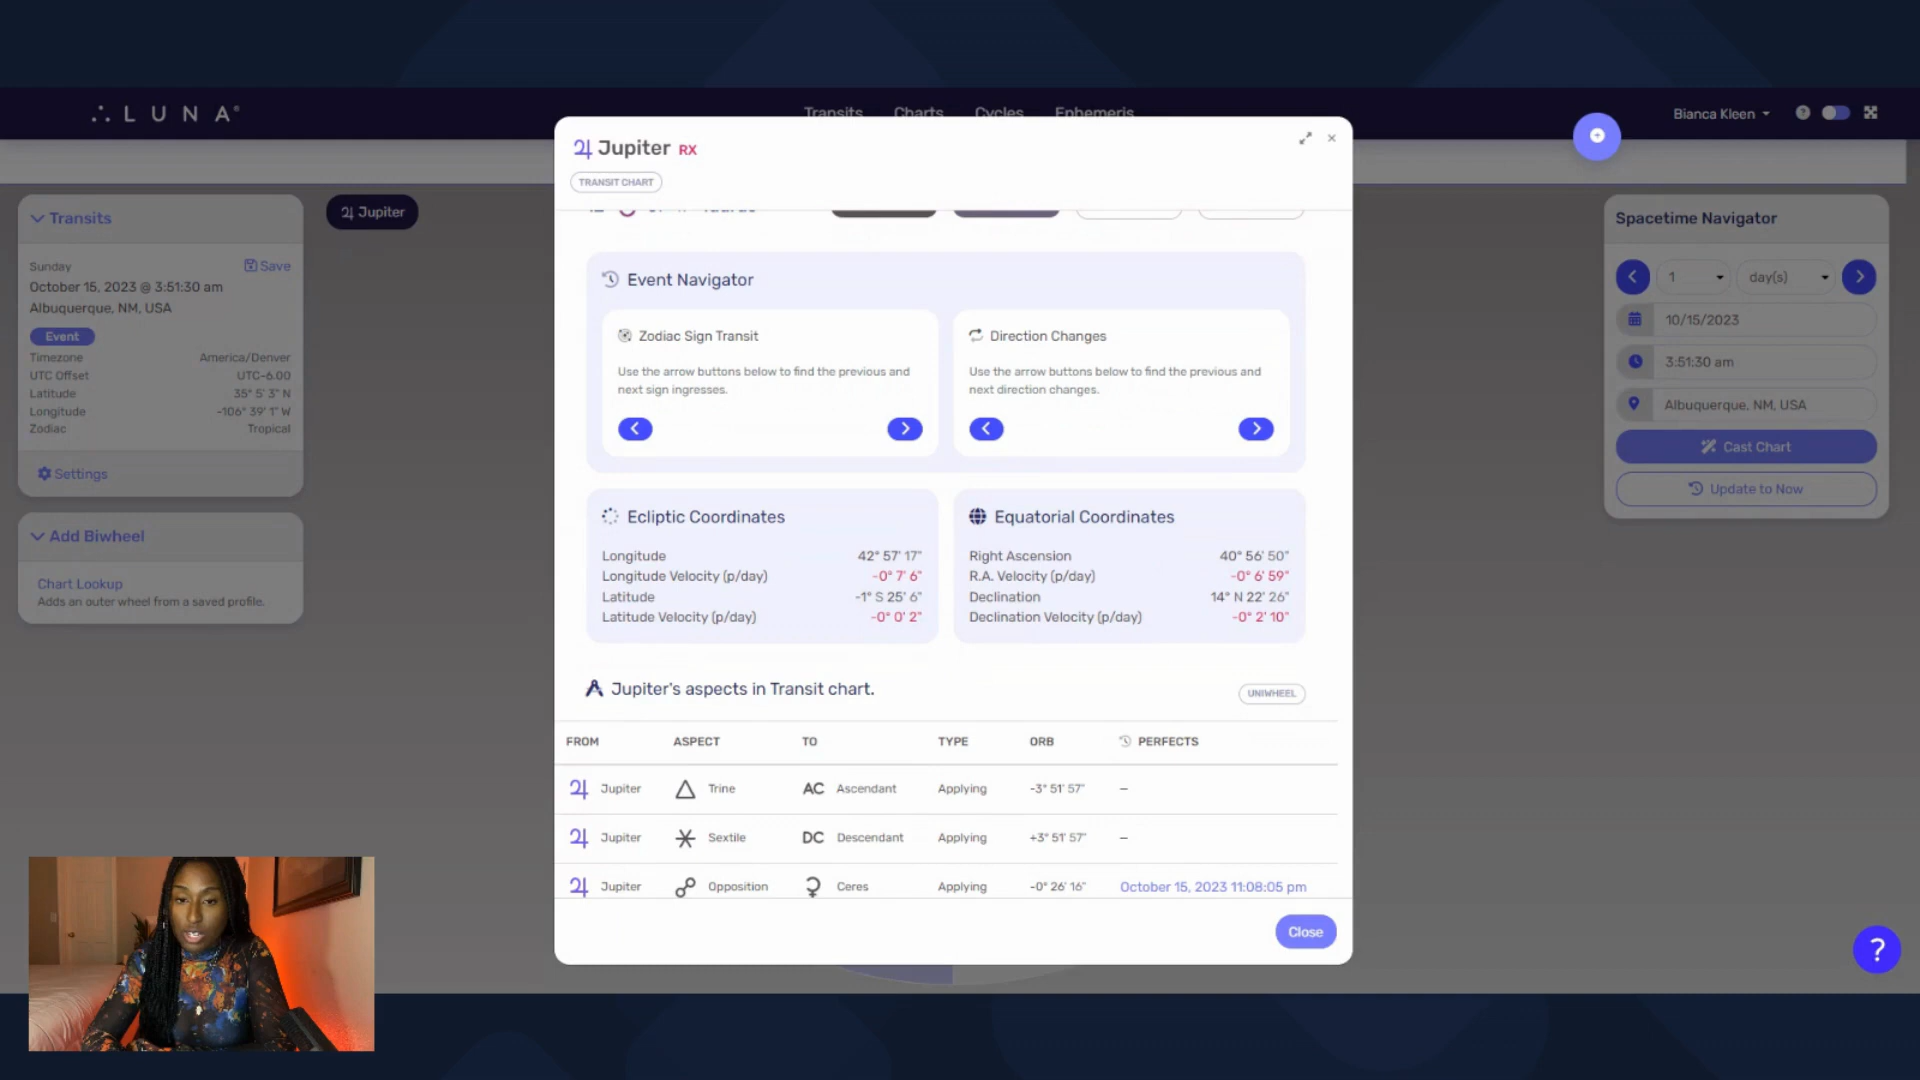 LUNA®
Transits
Charts
Cycles
Ephemeris
Bianca Kleen
Jupiter RX
TRANSIT CHART
Transits
Sunday
Save
October 15, 2023 @ 3:51:30 am
Albuquerque, NM, USA
Event
Timezone America/Denver
UTC Offset UTC-6.00
Latitude 35° 5' 3" N
Longitude -106° 39' 1" W
Zodiac Tropical
Settings
Add Biwheel
Chart Lookup
Adds an outer wheel from a saved profile.
Jupiter
Event Navigator
Zodiac Sign Transit
Use the arrow buttons below to find the previous and
next sign ingresses.
Direction Changes
Use the arrow buttons below to find the previous and
next direction changes.
Ecliptic Coordinates
Longitude 42° 57' 17"
Longitude Velocity (p/day) -0° 7' 6"
Latitude -1° S 25' 6"
Latitude Velocity (p/day) -0° 0' 2"
Equatorial Coordinates
Right Ascension 40° 56' 50"
R.A. Velocity (p/day) -0° 6' 59"
Declination 14° N 22' 26"
Declination Velocity (p/day) -0° 2' 10"
Jupiter's aspects in Transit chart.
UNIWHEEL
FROM ASPECT TO TYPE ORB PERFECTS
Jupiter Trine AC Ascendant Applying -3° 51' 57" –
Jupiter Sextile DC Descendant Applying +3° 51' 57" –
Jupiter Opposition Ceres Applying -0° 26' 16" October 15, 2023 11:08:05 pm
Close
Spacetime Navigator
1 day(s)
10/15/2023
3:51:30 am
Albuquerque, NM, USA
Cast Chart
Update to Now
?